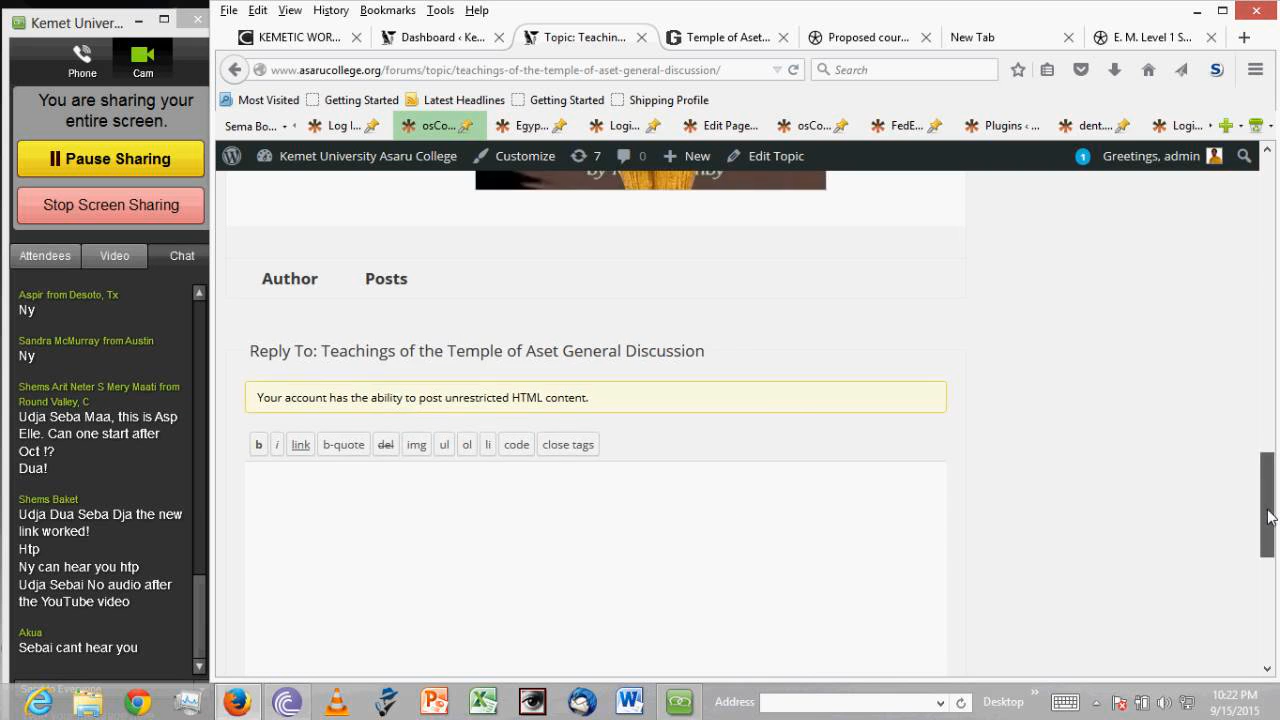 Kemet Univer...
Phone
Cam
You are sharing your
entire screen.
Pause Sharing
Stop Screen Sharing
Attendees Video Chat
Aspir from Desoto, Tx
Ny
Sandra McMurray from Austin
Ny
Shems Arit Neter S Mery Maati from
Round Valley, C
Udja Seba Maa, this is Asp
Elle. Can one start after
Oct !?
Dua!
Shems Baket
Udja Dua Seba Dja the new
link worked!
Htp
Ny can hear you htp
Udja Sebai No audio after
the YouTube video
Akua
Sebai cant hear you
File Edit View History Bookmarks Tools Help
KEMETIC WOR... Dashboard ‹ Ke... Topic: Teachin... Temple of Aset... Proposed cour... New Tab E. M. Level 1 S...
www.asarucollege.org/forums/topic/teachings-of-the-temple-of-aset-general-discussion/
Search
Most Visited Getting Started Latest Headlines Getting Started Shipping Profile
Sema Bo... Log I... osCo... Egyp... Logi... Edit Page... osCo... FedE... Plugins ‹... dent... Logi...
Kemet University Asaru College Customize 7 0 New Edit Topic 1 Greetings, admin
Author Posts
Reply To: Teachings of the Temple of Aset General Discussion
Your account has the ability to post unrestricted HTML content.
b i link b-quote del img ul ol li code close tags
Address
Desktop
10:22 PM
9/15/2015